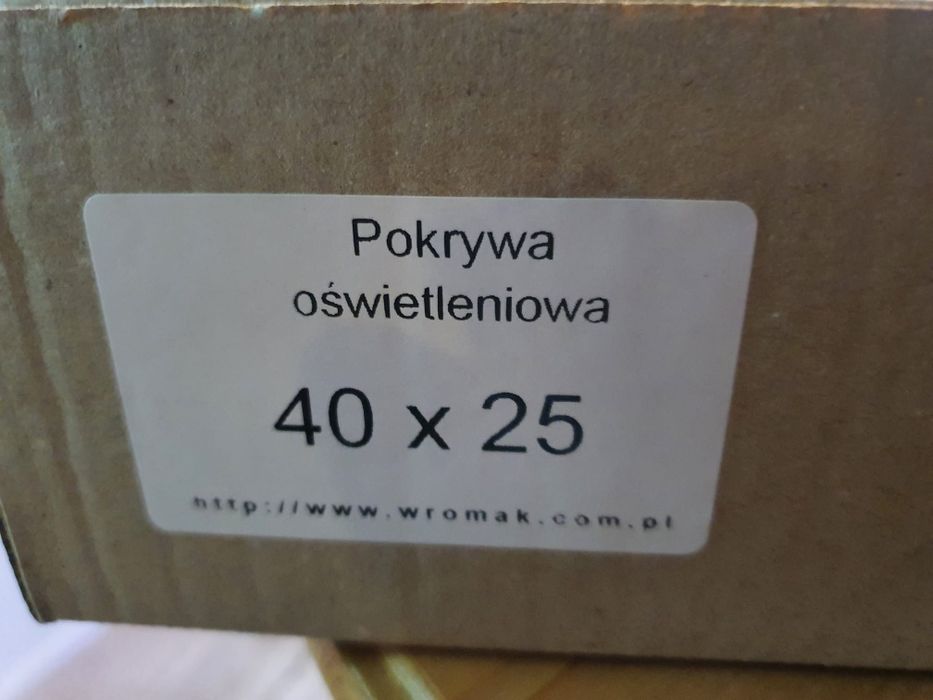 Pokrywa
oświetleniowa
40 x 25
http://www.wromak.com.pl